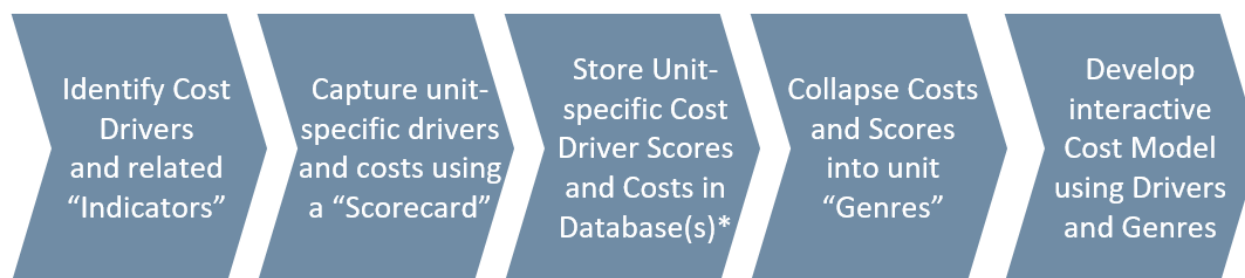 Identify Cost
Drivers
and related
“Indicators”
Capture unit-
specific drivers
and costs using
a “Scorecard”
Store Unit-
specific Cost
Driver Scores
and Costs in
Database(s)*
Collapse Costs
and Scores
into unit
“Genres”
Develop
interactive
Cost Model
using Drivers
and Genres